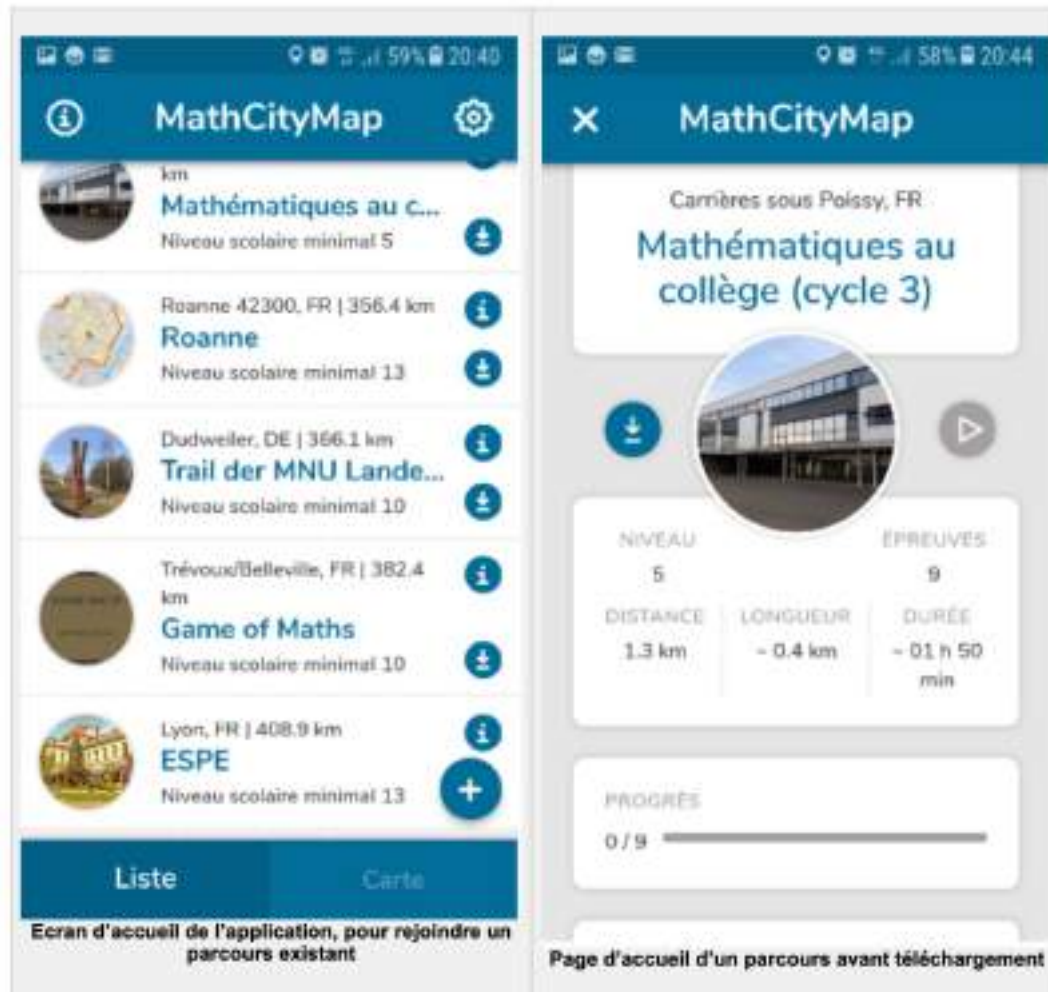 59% 20:40
MathCityMap
km
Mathématiques au c...
Niveau scolaire minimal 5
Roanne 42300, FR | 356.4 km
Roanne
Niveau scolaire minimal 13
Dudweiler, DE | 366.1 km
Trail der MNU Lande...
Niveau scolaire minimal 10
Trévoux/Belleville, FR | 382.4
km
Game of Maths
Niveau scolaire minimal 10
Lyon, FR | 408.9 km
ESPE
Niveau scolaire minimal 13
Liste Carte
Ecran d'accueil de l'application, pour rejoindre un
parcours existant
58% 20:44
MathCityMap
Carrières sous Poissy, FR
Mathématiques au
collège (cycle 3)
NIVEAU ÉPREUVES
5 9
DISTANCE LONGUEUR DURÉE
1.3 km ~ 0.4 km ~ 01 h 50
min
PROGRÈS
0 / 9
Page d'accueil d'un parcours avant téléchargement